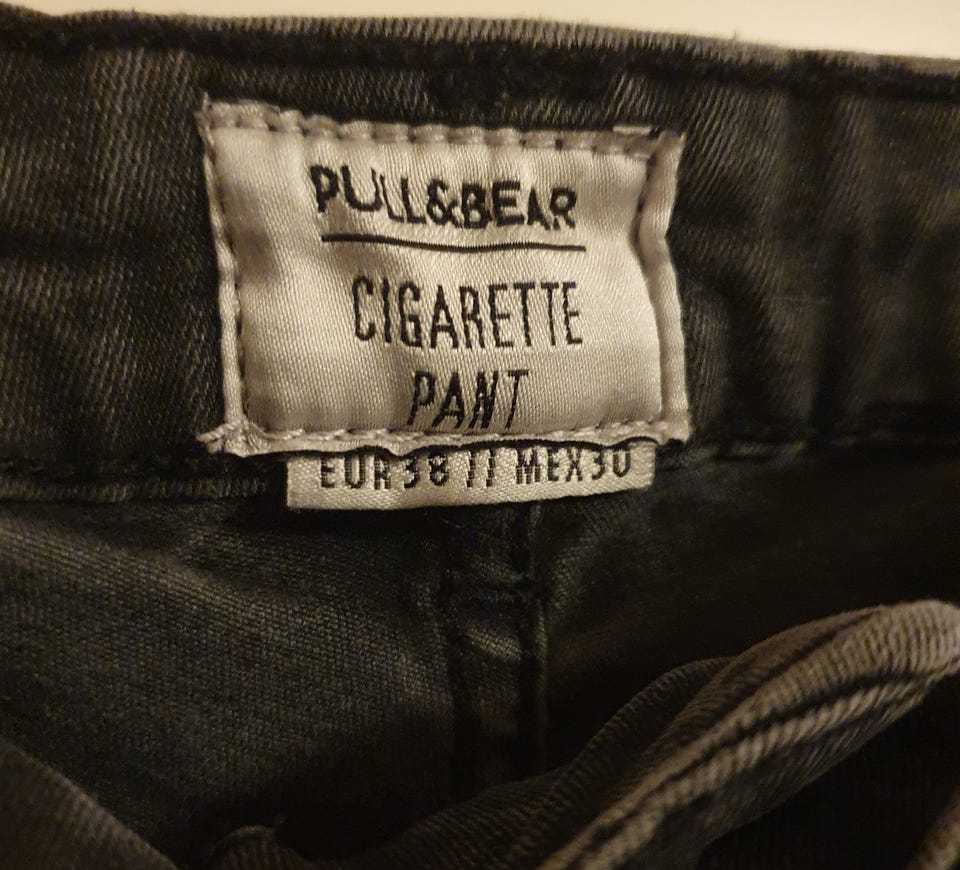 PULL&BEAR
CIGARETTE
PANT
EUR38 // MEX30